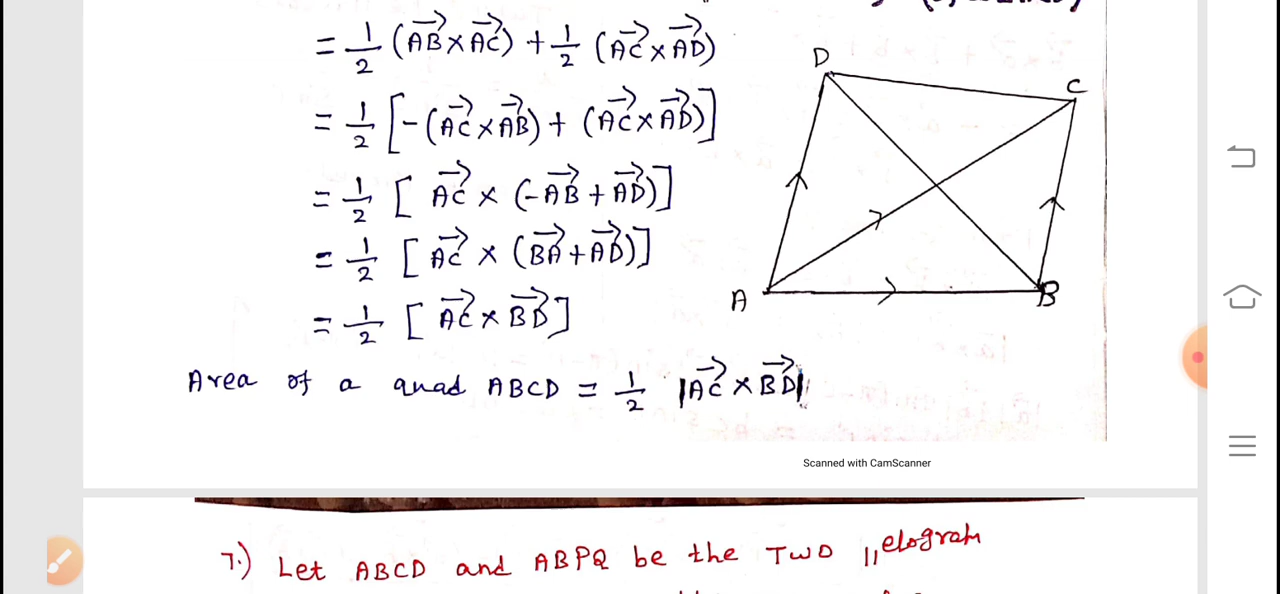 = 1/2 (AB⃗ × AC⃗) + 1/2 (AC⃗ × AD⃗)
= 1/2 [-(AC⃗ × AB⃗) + (AC⃗ × AD⃗)]
= 1/2 [ AC⃗ × (-AB⃗ + AD⃗)]
= 1/2 [ AC⃗ × (BA⃗ + AD⃗)]
= 1/2 [ AC⃗ × BD⃗ ]
Area of a quad ABCD = 1/2 |AC⃗ × BD⃗|
D
C
A
B
Scanned with CamScanner
7.) Let ABCD and ABPQ be the TWO ||elogram